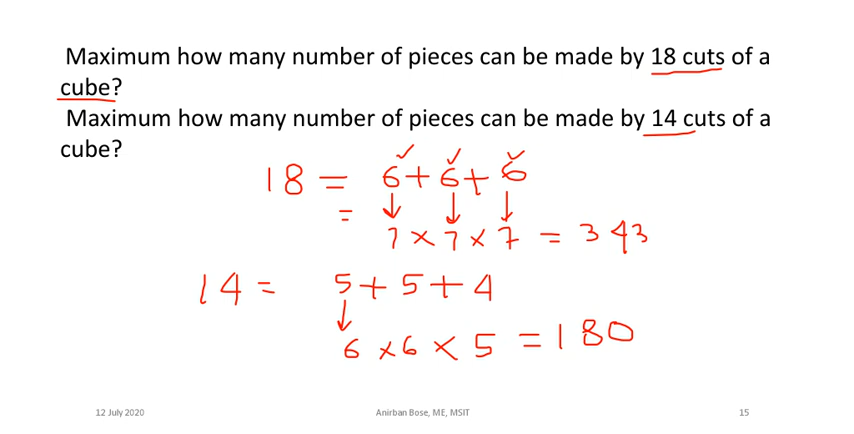 Maximum how many number of pieces can be made by 18 cuts of a
cube?
Maximum how many number of pieces can be made by 14 cuts of a
cube?
18 = 6 + 6 + 6
= 7 × 7 × 7 = 343
14 = 5 + 5 + 4
6 × 6 × 5 = 180
12 July 2020 Anirban Bose, ME, MSIT 15